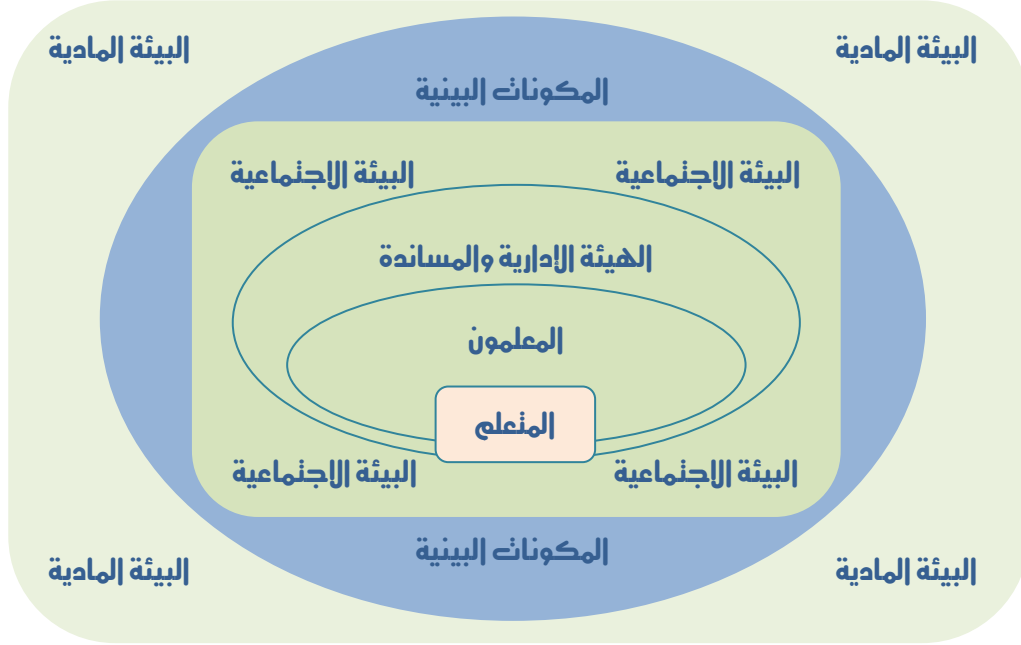 البيئة المادية
البيئة المادية
المكونات البينية
البيئة الاجتماعية
البيئة الاجتماعية
الهيئة الإدارية والمساندة
المعلمون
المتعلم
البيئة الاجتماعية
البيئة الاجتماعية
المكونات البينية
البيئة المادية
البيئة المادية